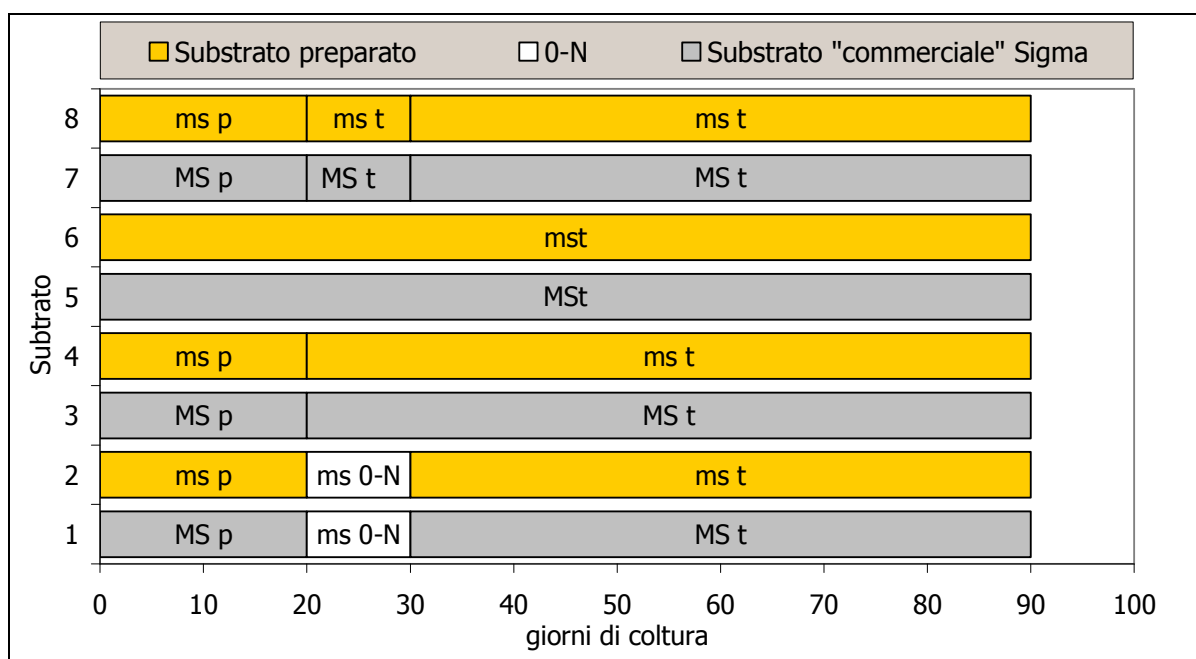 Substrato preparato 0-N Substrato "commerciale" Sigma
8 ms p ms t ms t
7 MS p MS t MS t
6 mst
5 MSt
4 ms p ms t
3 MS p MS t
2 ms p ms 0-N ms t
1 MS p ms 0-N MS t
Subtrato
0 10 20 30 40 50 60 70 80 90 100
giorni di coltura